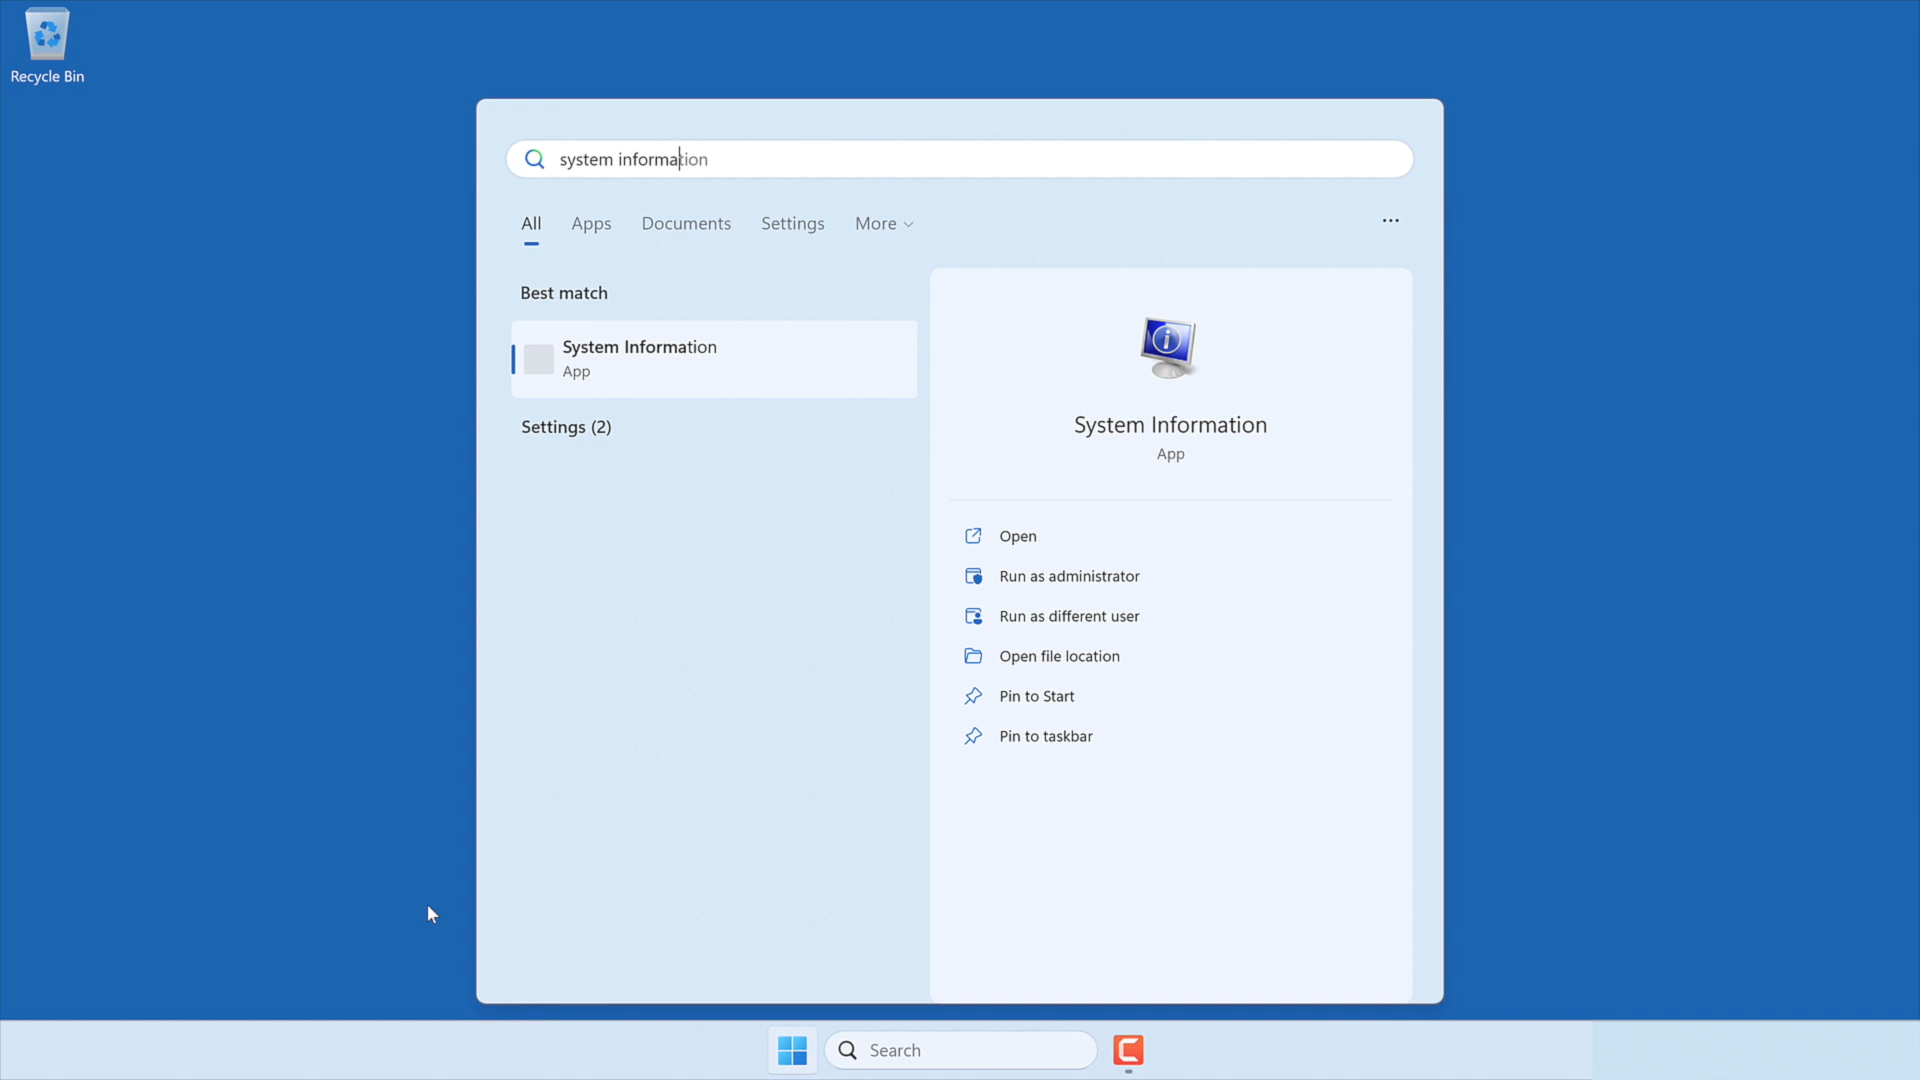 Recycle Bin
system information
All Apps Documents Settings More
Best match
System Information
App
Settings (2)
System Information
App
Open
Run as administrator
Run as different user
Open file location
Pin to Start
Pin to taskbar
Search